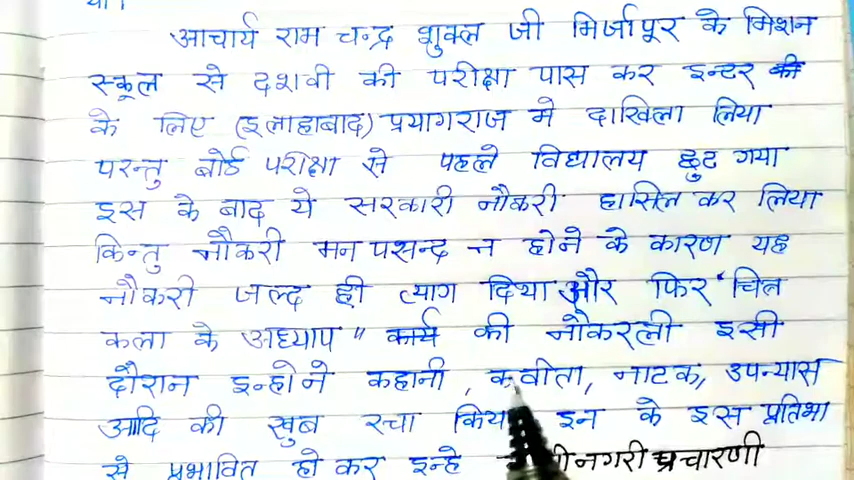 आचार्य राम चन्द्र शुक्ल जी मिर्जापूर के मिशन
स्कूल से दशवी की परीक्षा पास कर इन्टर की
के लिए (इलाहाबाद) प्रयागराज मे दाखिला लिया
परन्तु बोर्ड परीक्षा से पहले विद्यालय छुट गया
इस के बाद ये सरकारी नौकरी हासिल कर लिया
किन्तु नौकरी मन पसन्द न होने के कारण यह
नौकरी जल्द ही त्याग दिया और फिर "चित्र
कला के अध्याप" कार्य की नौकरली इसी
दौरान इन्होने कहानी, कवीता, नाटक, उपन्यास
आदि की खुब रचा किया इन के इस प्रतिभा
से प्रभावित हो कर इन्हे नगरी प्रचारणी